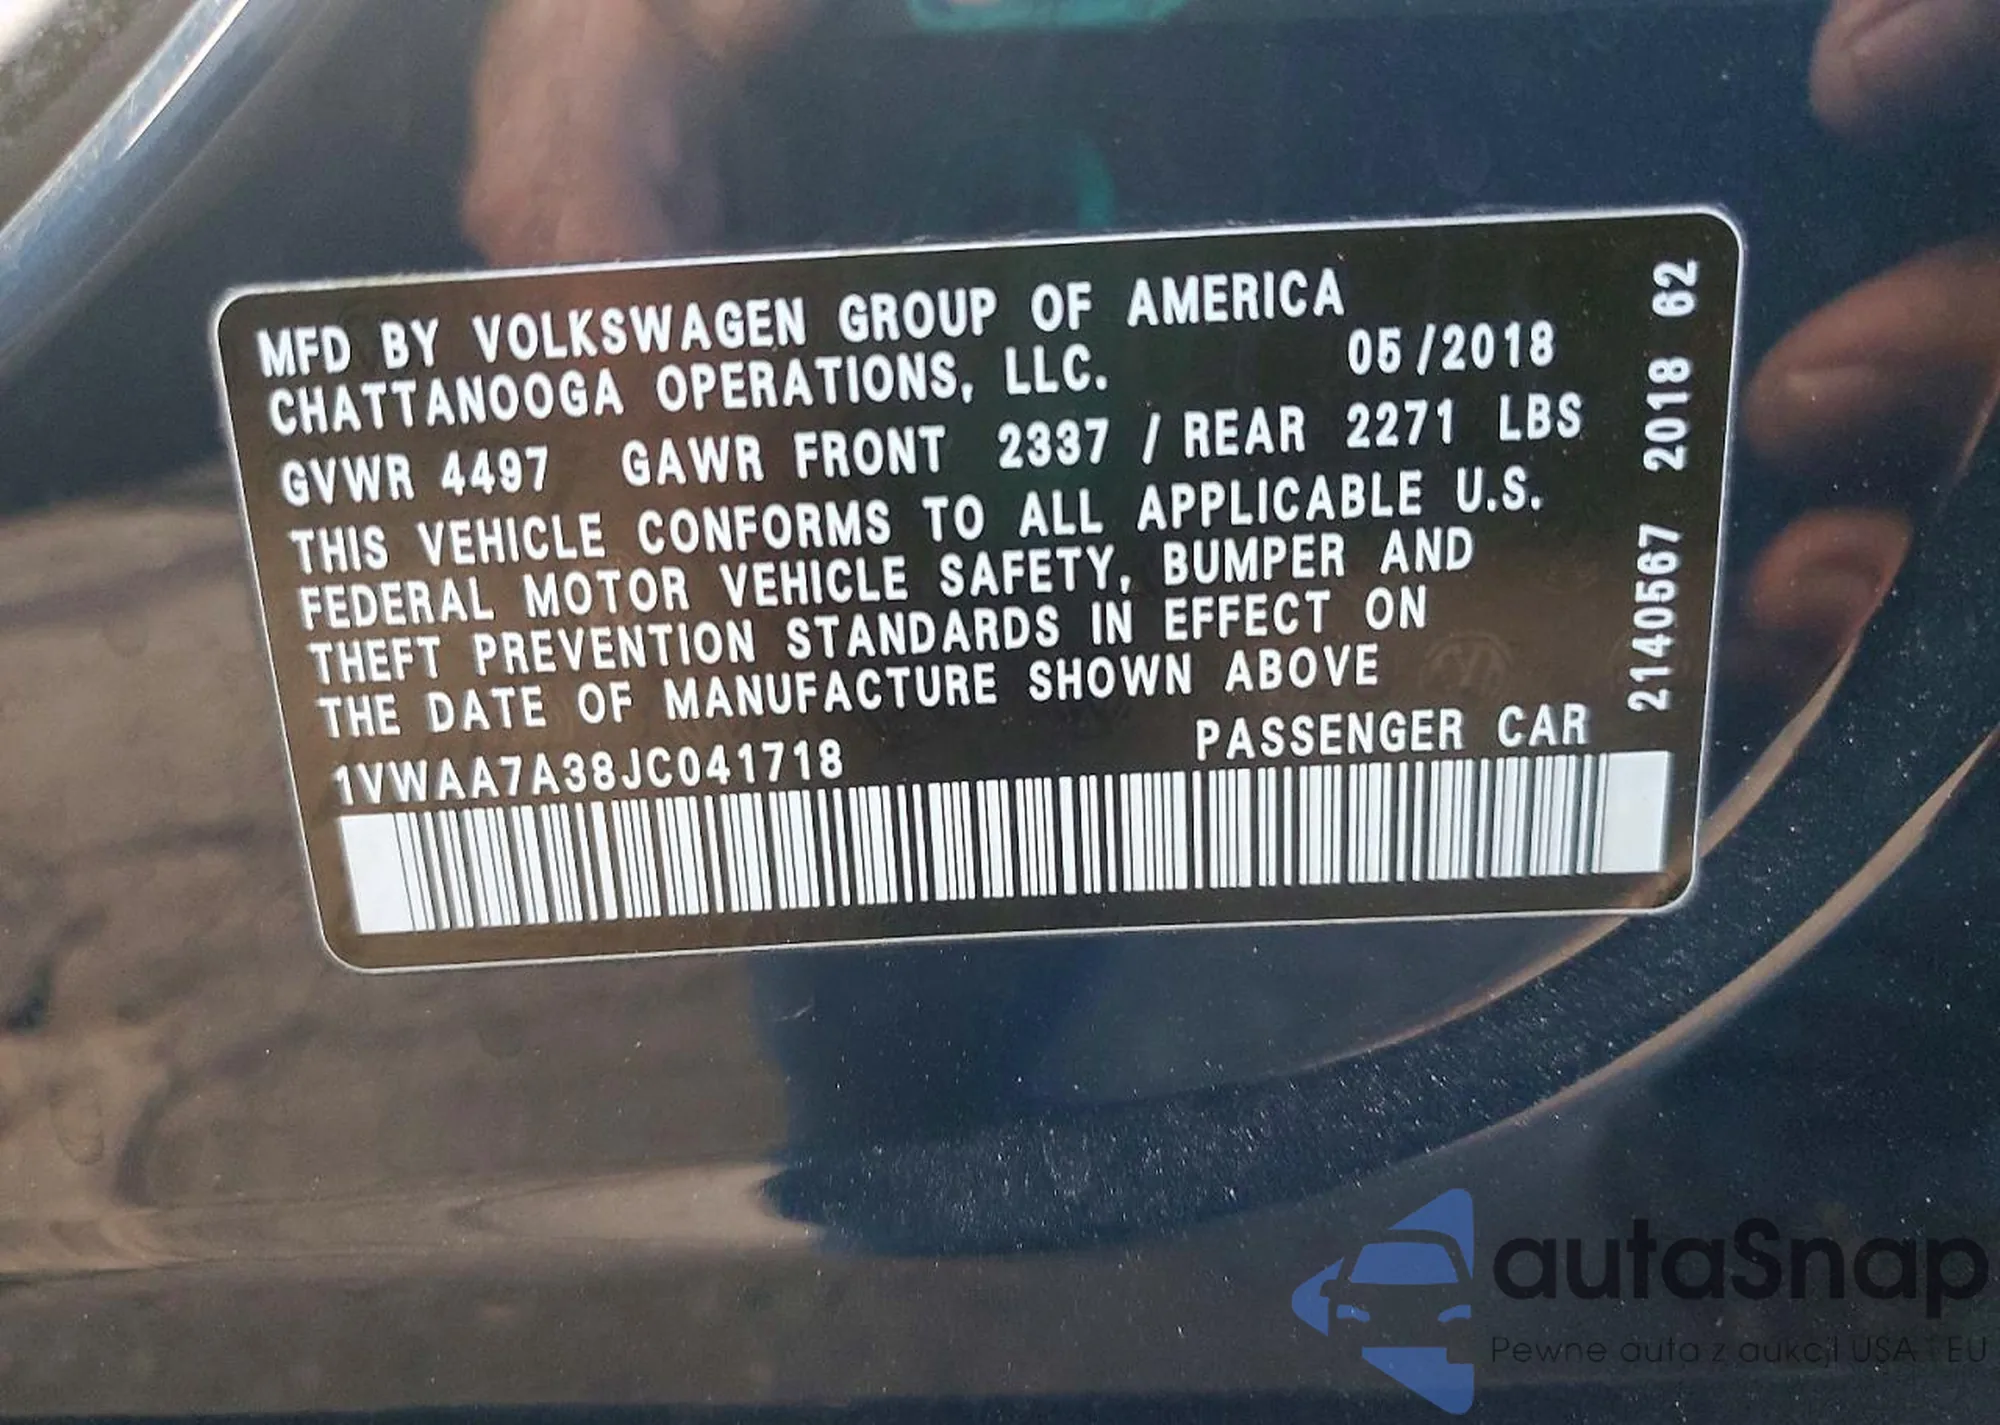 MFD BY VOLKSWAGEN GROUP OF AMERICA
CHATTANOOGA OPERATIONS, LLC. 05/2018
GVWR 4497 GAWR FRONT 2337 / REAR 2271 LBS
THIS VEHICLE CONFORMS TO ALL APPLICABLE U.S.
FEDERAL MOTOR VEHICLE SAFETY, BUMPER AND
THEFT PREVENTION STANDARDS IN EFFECT ON
THE DATE OF MANUFACTURE SHOWN ABOVE
1VWAA7A38JC041718 PASSENGER CAR
2140567 2018 62
autaSnap
Pewne auta z aukcji USA i EU